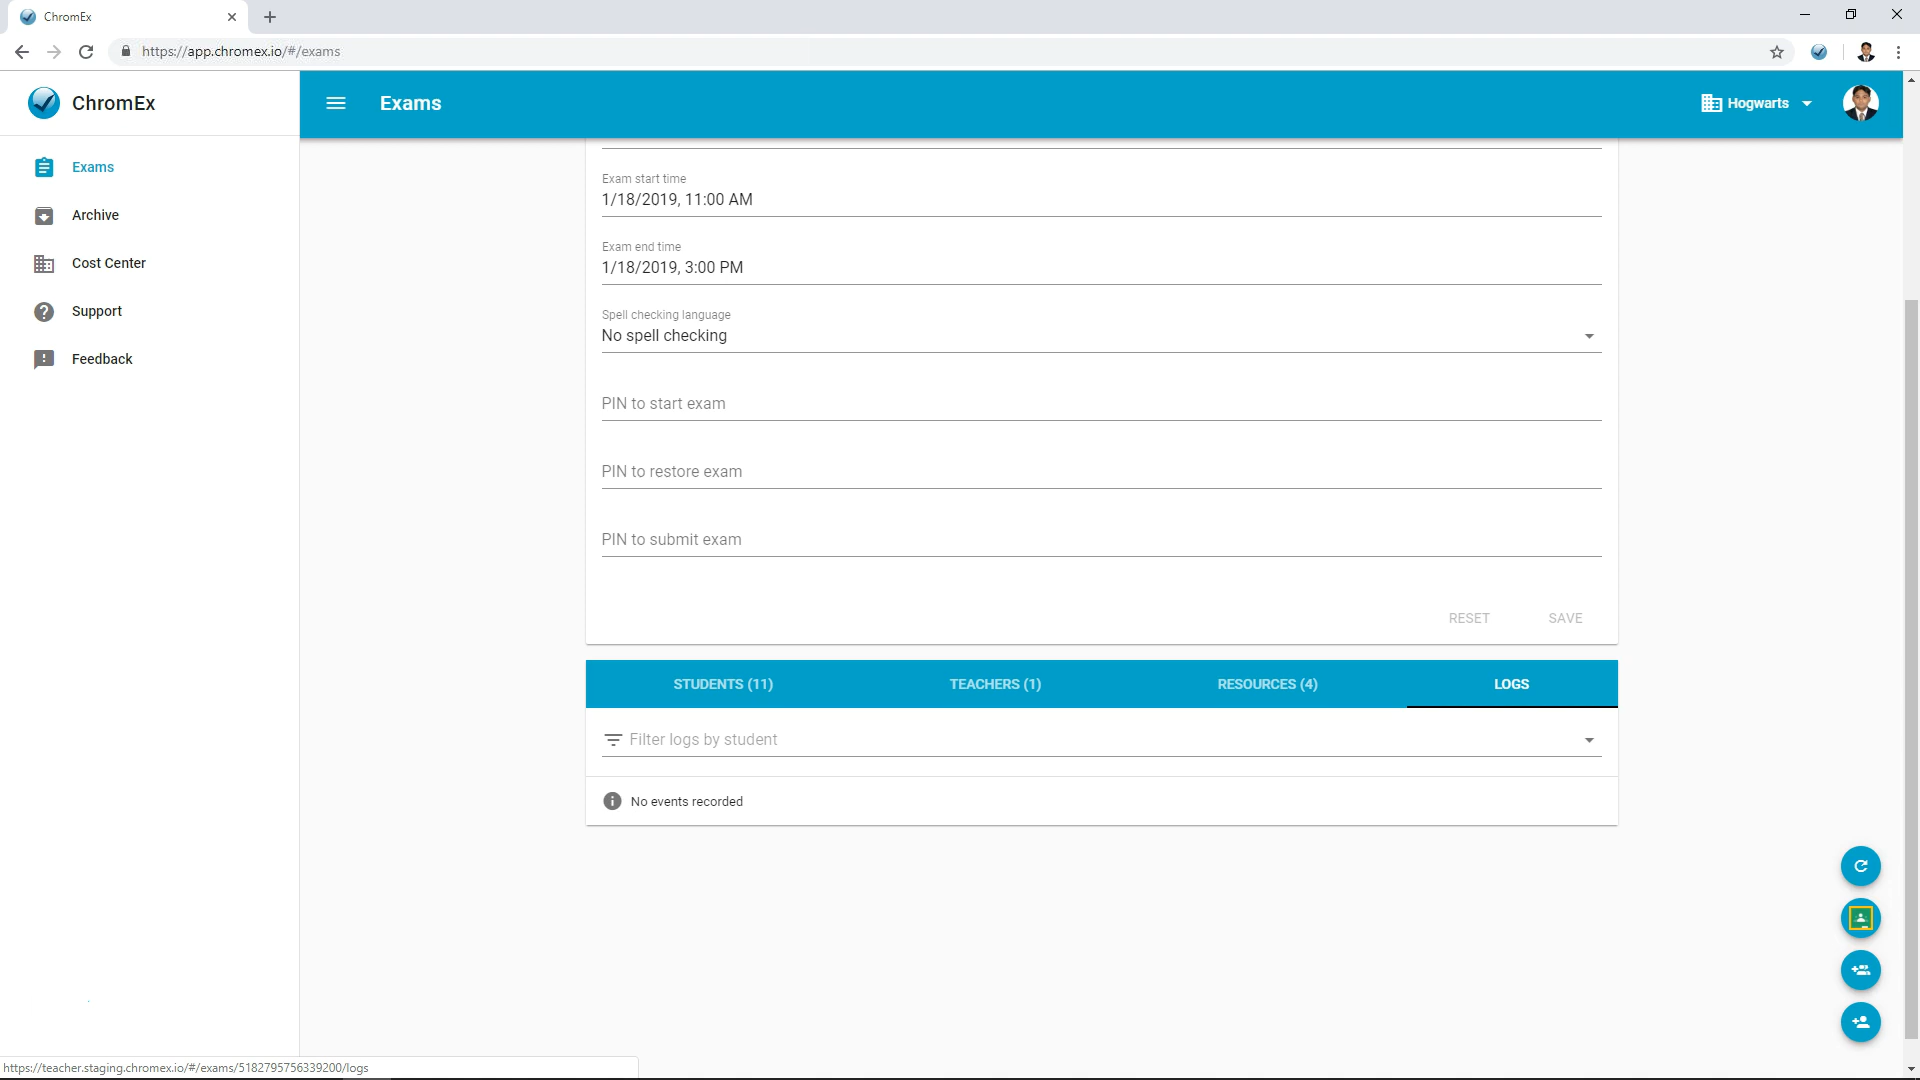 ChromEx
https://app.chromex.io/#/exams
ChromEx
Exams
Hogwarts
Exams
Archive
Cost Center
Support
Feedback
Exam start time
1/18/2019, 11:00 AM
Exam end time
1/18/2019, 3:00 PM
Spell checking language
No spell checking
PIN to start exam
PIN to restore exam
PIN to submit exam
RESET SAVE
STUDENTS (11) TEACHERS (1) RESOURCES (4) LOGS
Filter logs by student
No events recorded
https://teacher.staging.chromex.io/#/exams/5182795756339200/logs